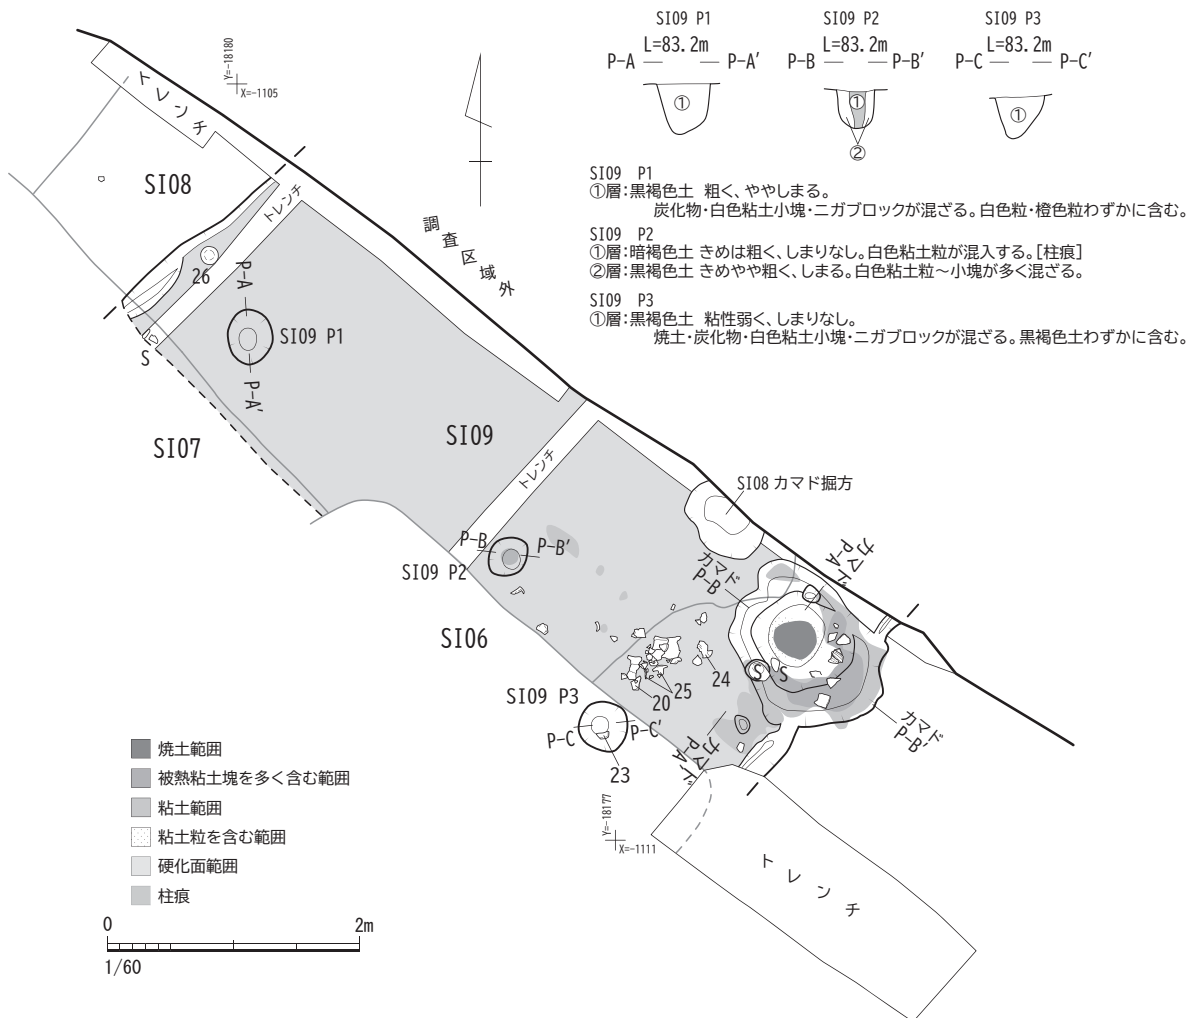 SI09 P1
L=83.2m
P-A
P-A′
①
SI09 P2
L=83.2m
P-B
P-B′
①
②
SI09 P3
L=83.2m
P-C
P-C′
①
SI09 P1
①層:黒褐色土 粗く、ややしまる。
炭化物・白色粘土小塊・ニガブロックが混ざる。白色粒・橙色粒わずかに含む。
SI09 P2
①層:暗褐色土 きめは粗く、しまりなし。白色粘土粒が混入する。[柱痕]
②層:黒褐色土 きめやや粗く、しまる。白色粘土粒～小塊が多く混ざる。
SI09 P3
①層:黒褐色土 粘性弱く、しまりなし。
焼土・炭化物・白色粘土小塊・ニガブロックが混ざる。黒褐色土わずかに含む。
Y=-18180
X=-1105
トレンチ
SI08
トレンチ
調査区域外
26
P-A
SI09 P1
P-A′
S
SI07
SI09
トレンチ
SI08 カマド掘方
P-B
P-B′
SI09 P2
カマド
P-B
カマド
P-A
SI06
24
25
20
S
S
SI09 P3
P-C
P-C′
23
カマド
P-A′
カマド
P-B′
Y=-18177
X=-1111
トレンチ
焼土範囲
被熱粘土塊を多く含む範囲
粘土範囲
粘土粒を含む範囲
硬化面範囲
柱痕
0
2m
1/60